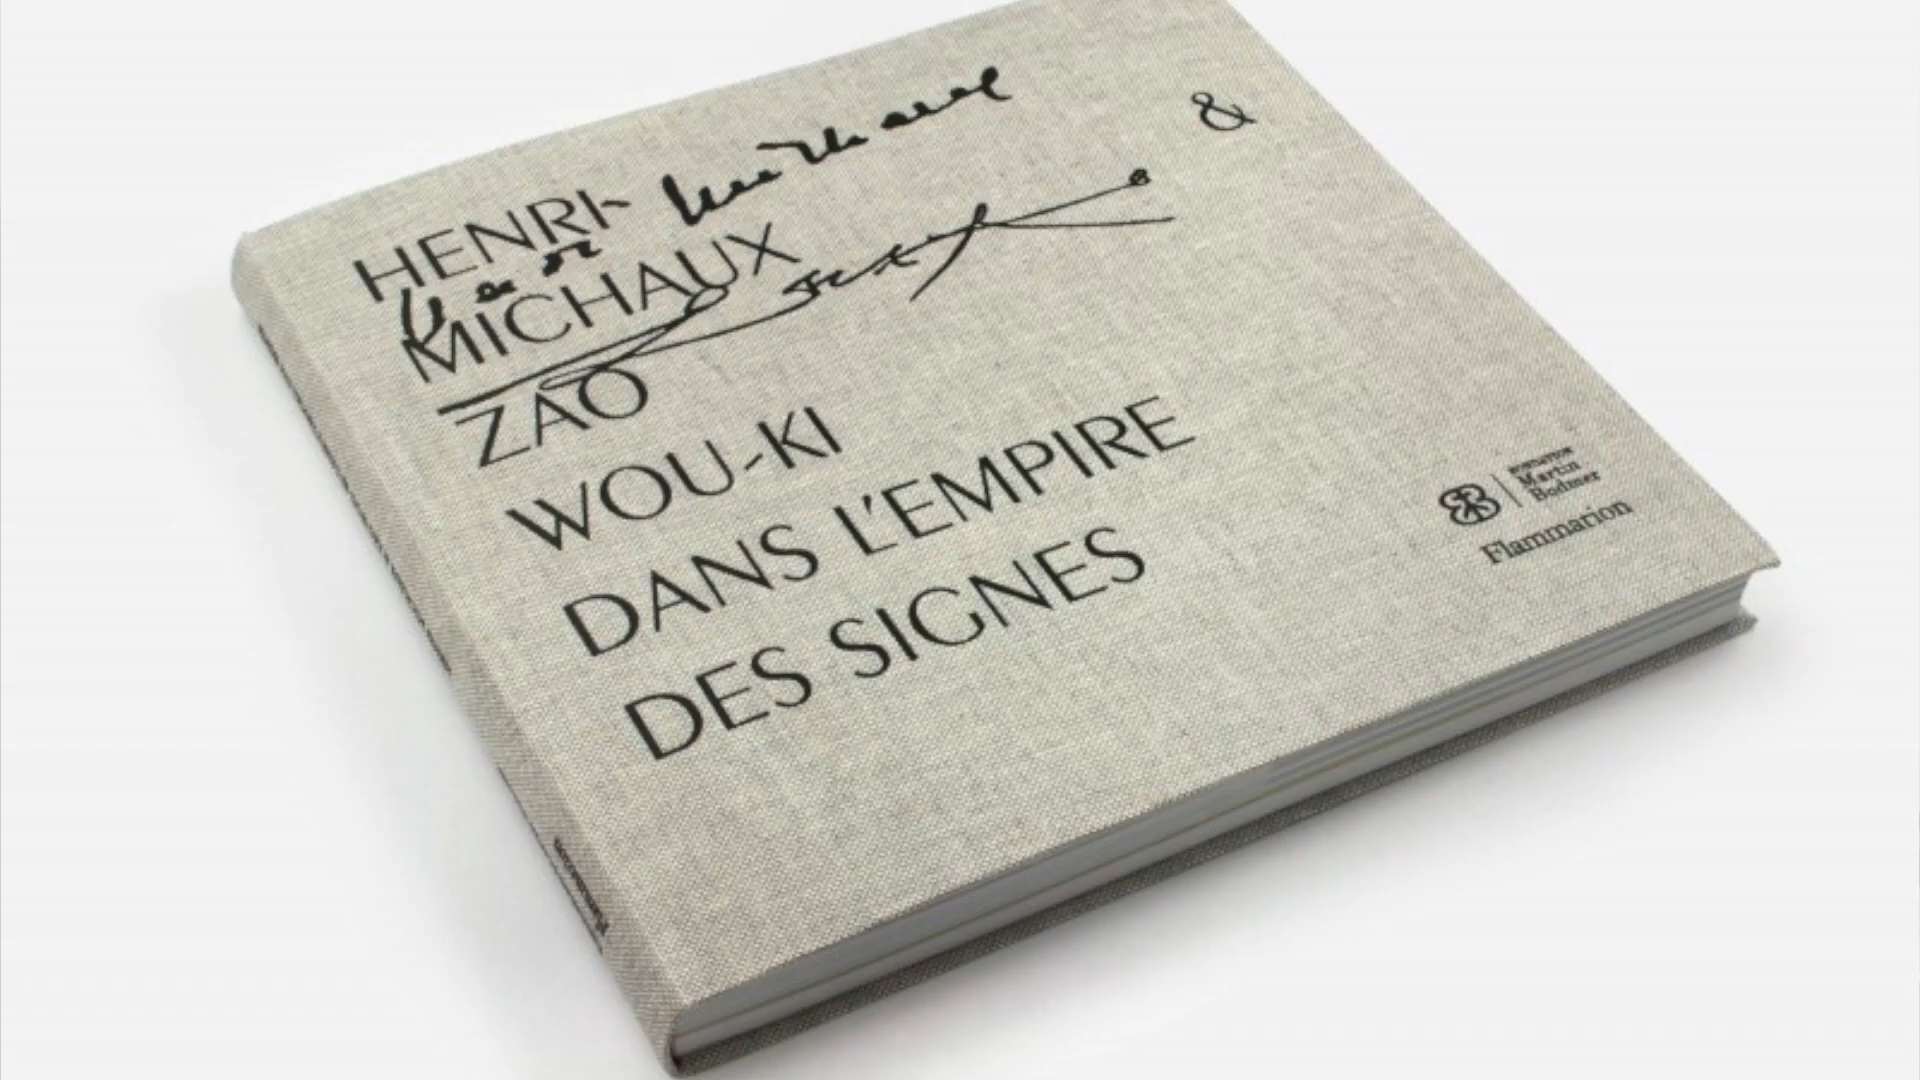 HENRI
MICHAUX
&
ZAO
WOU-KI
DANS L'EMPIRE
DES SIGNES
FONDATION
Martin
Bodmer
Flammarion